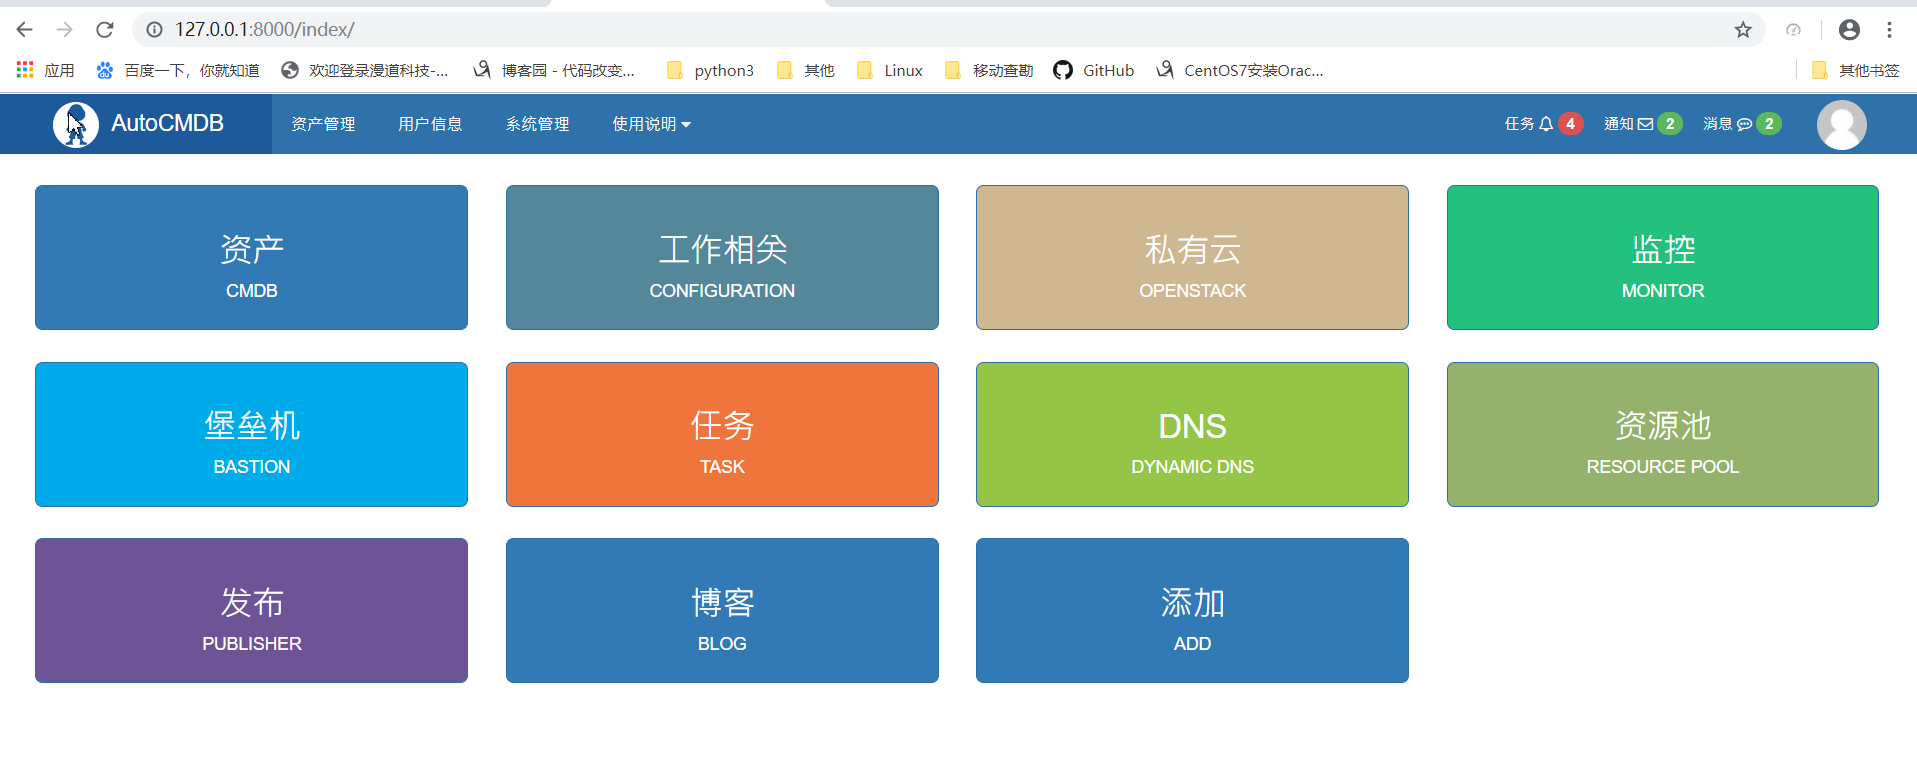 127.0.0.1:8000/index/
应用 百度一下，你就知道 欢迎登录漫道科技-... 博客园 - 代码改变... python3 其他 Linux 移动查勘 GitHub CentOS7安装Orac... 其他书签
AutoCMDB 资产管理 用户信息 系统管理 使用说明 任务 4 通知 2 消息 2
资产
CMDB
工作相关
CONFIGURATION
私有云
OPENSTACK
监控
MONITOR
堡垒机
BASTION
任务
TASK
DNS
DYNAMIC DNS
资源池
RESOURCE POOL
发布
PUBLISHER
博客
BLOG
添加
ADD